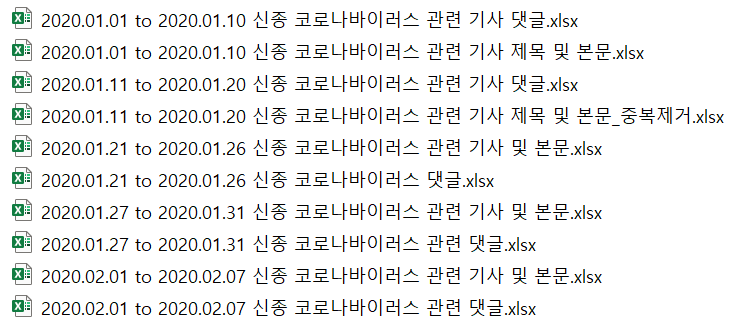 2020.01.01 to 2020.01.10 신종 코로나바이러스 관련 기사 댓글.xlsx
2020.01.01 to 2020.01.10 신종 코로나바이러스 관련 기사 제목 및 본문.xlsx
2020.01.11 to 2020.01.20 신종 코로나바이러스 관련 기사 댓글.xlsx
2020.01.11 to 2020.01.20 신종 코로나바이러스 관련 기사 제목 및 본문_중복제거.xlsx
2020.01.21 to 2020.01.26 신종 코로나바이러스 관련 기사 및 본문.xlsx
2020.01.21 to 2020.01.26 신종 코로나바이러스 댓글.xlsx
2020.01.27 to 2020.01.31 신종 코로나바이러스 관련 기사 및 본문.xlsx
2020.01.27 to 2020.01.31 신종 코로나바이러스 관련 댓글.xlsx
2020.02.01 to 2020.02.07 신종 코로나바이러스 관련 기사 및 본문.xlsx
2020.02.01 to 2020.02.07 신종 코로나바이러스 관련 댓글.xlsx